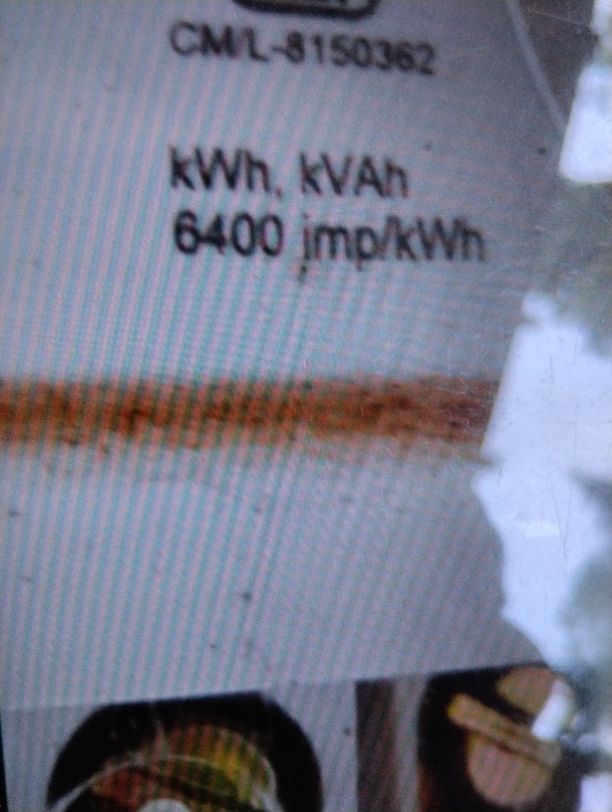 CM/L-8150362
kWh, kVAh
6400 imp/kWh